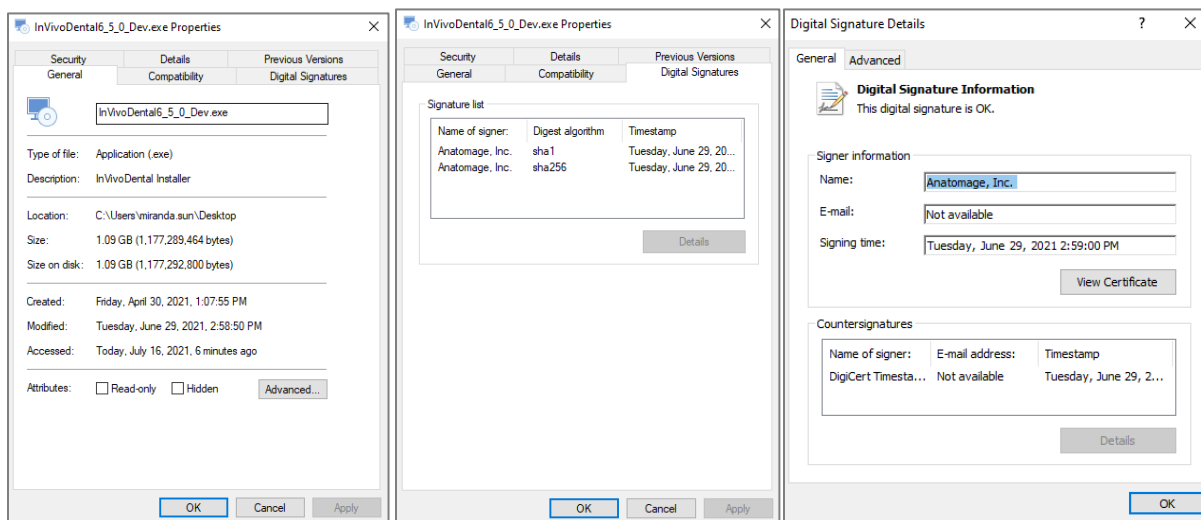 InVivoDental6_5_0_Dev.exe Properties
Security Details Previous Versions
General Compatibility Digital Signatures
InVivoDental6_5_0_Dev.exe
Type of file: Application (.exe)
Description: InVivoDental Installer
Location: C:\Users\miranda.sun\Desktop
Size: 1.09 GB (1,177,289,464 bytes)
Size on disk: 1.09 GB (1,177,292,800 bytes)
Created: Friday, April 30, 2021, 1:07:55 PM
Modified: Tuesday, June 29, 2021, 2:58:50 PM
Accessed: Today, July 16, 2021, 6 minutes ago
Attributes: Read-only Hidden Advanced...
OK Cancel Apply
InVivoDental6_5_0_Dev.exe Properties
Security Details Previous Versions
General Compatibility Digital Signatures
Signature list
Name of signer: Digest algorithm Timestamp
Anatomage, Inc. sha1 Tuesday, June 29, 20...
Anatomage, Inc. sha256 Tuesday, June 29, 20...
Details
OK Cancel Apply
Digital Signature Details ?
General Advanced
Digital Signature Information
This digital signature is OK.
Signer information
Name: Anatomage, Inc.
E-mail: Not available
Signing time: Tuesday, June 29, 2021 2:59:00 PM
View Certificate
Countersignatures
Name of signer: E-mail address: Timestamp
DigiCert Timesta... Not available Tuesday, June 29, 2...
Details
OK